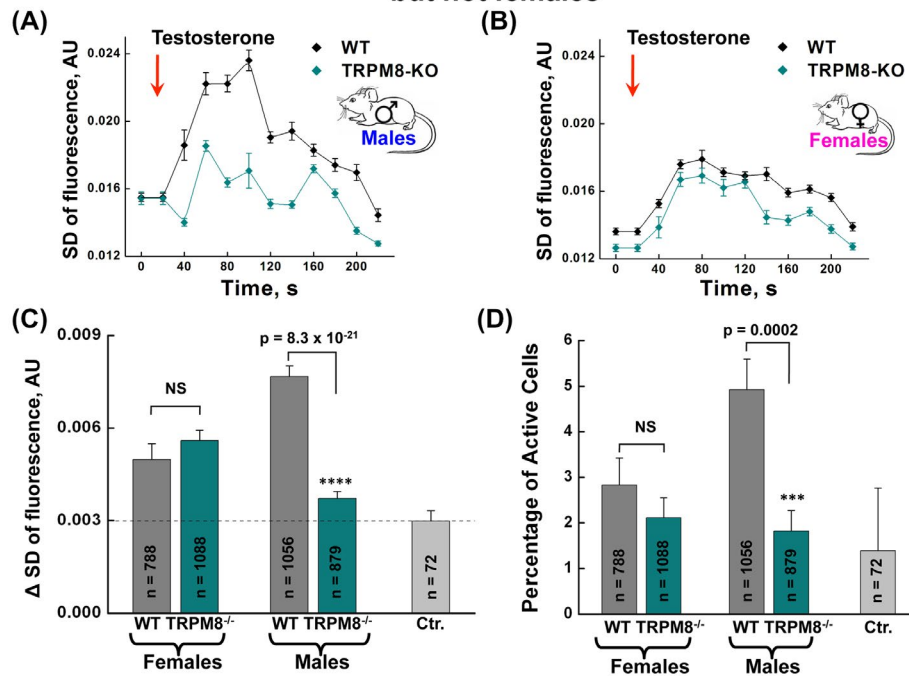 but not females
(A)
Testosterone
WT
TRPM8-KO
Males
SD of fluorescence, AU
0.024
0.020
0.016
0.012
0 40 80 120 160 200
Time, s
(B)
Testosterone
WT
TRPM8-KO
Females
SD of fluorescence, AU
0.024
0.020
0.016
0.012
0 40 80 120 160 200
Time, s
(C)
Δ SD of fluorescence, AU
0.009
0.006
0.003
0.000
NS
p = 8.3 x 10⁻²¹
****
n = 788
n = 1088
n = 1056
n = 879
n = 72
WT TRPM8⁻/⁻ WT TRPM8⁻/⁻ Ctr.
Females Males
(D)
Percentage of Active Cells
6
5
4
3
2
1
0
NS
p = 0.0002
***
n = 788
n = 1088
n = 1056
n = 879
n = 72
WT TRPM8⁻/⁻ WT TRPM8⁻/⁻ Ctr.
Females Males